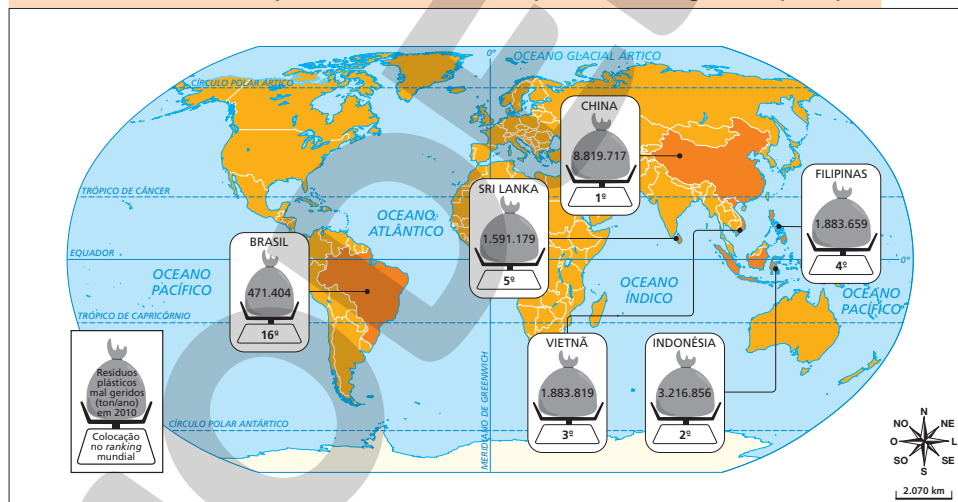 OCEANO GLACIAL ÁRTICO
0°
CÍRCULO POLAR ÁRTICO
CHINA
8.819.717
1º
TRÓPICO DE CÂNCER
SRI LANKA
1.591.179
5º
FILIPINAS
1.883.659
4º
OCEANO
ATLÂNTICO
BRASIL
471.404
16º
EQUADOR
0°
OCEANO
PACÍFICO
OCEANO
ÍNDICO
OCEANO
PACÍFICO
TRÓPICO DE CAPRICÓRNIO
VIETNÃ
1.883.819
3º
INDONÉSIA
3.216.856
2º
Resíduos
plásticos
mal geridos
(ton/ano)
em 2010
Colocação
no ranking
mundial
MERIDIANO DE GREENWICH
CÍRCULO POLAR ANTÁRTICO
N
NO NE
O L
SO SE
S
2.070 km